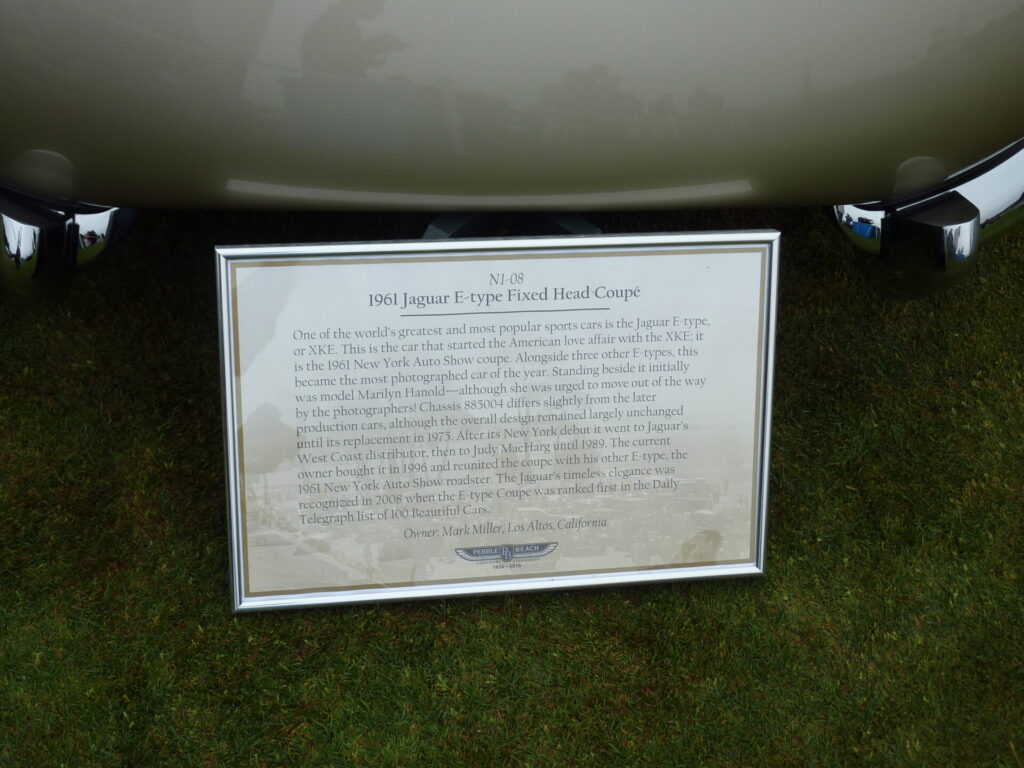 N1-08
1961 Jaguar E-type Fixed Head Coupé
One of the world's greatest and most popular sports cars is the Jaguar E-type,
or XKE. This is the car that started the American love affair with the XKE; it
is the 1961 New York Auto Show coupe. Alongside three other E-types, this
became the most photographed car of the year. Standing beside it initially
was model Marilyn Hanold—although she was urged to move out of the way
by the photographers! Chassis 885004 differs slightly from the later
production cars, although the overall design remained largely unchanged
until its replacement in 1975. After its New York debut it went to Jaguar's
West Coast distributor, then to Judy MacHarg until 1989. The current
owner bought it in 1996 and reunited the coupe with his other E-type, the
1961 New York Auto Show roadster. The Jaguar's timeless elegance was
recognized in 2008 when the E-type Coupe was ranked first in the Daily
Telegraph list of 100 Beautiful Cars.
Owner: Mark Miller, Los Altos, California
PEBBLE BEACH
CONCOURS D'ELEGANCE
1950–2010